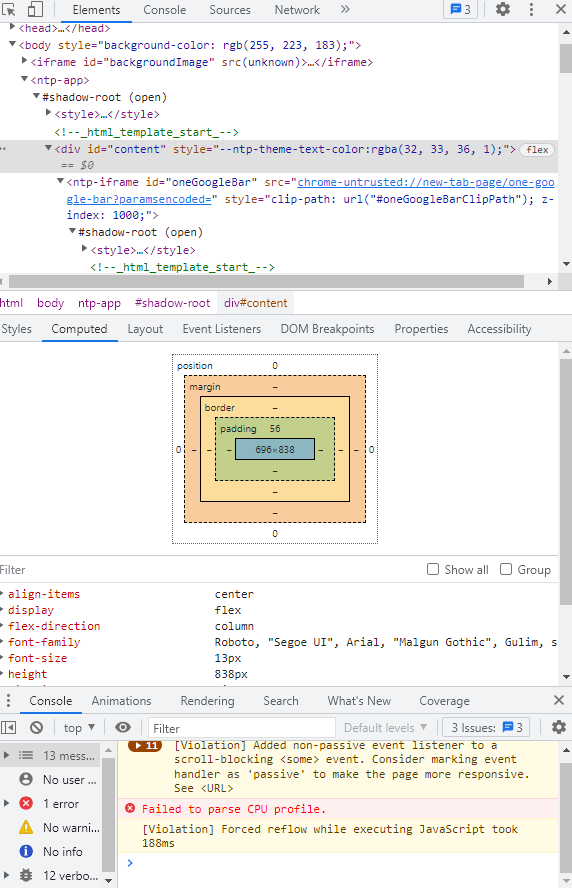 Elements Console Sources Network » 3
<head>…</head>
<body style="background-color: rgb(255, 223, 183);">
<iframe id="backgroundImage" src(unknown)>…</iframe>
<ntp-app>
#shadow-root (open)
<style>…</style>
<!--_html_template_start_-->
<div id="content" style="--ntp-theme-text-color:rgba(32, 33, 36, 1);"> flex
== $0
<ntp-iframe id="oneGoogleBar" src="chrome-untrusted://new-tab-page/one-goo
gle-bar?paramsencoded=" style="clip-path: url("#oneGoogleBarClipPath"); z-
index: 1000;">
#shadow-root (open)
<style>…</style>
<!--_html_template_start_-->
html body ntp-app #shadow-root div#content
Styles Computed Layout Event Listeners DOM Breakpoints Properties Accessibility
position 0
margin –
border –
padding 56
0 – – – 696×838 – – – 0
–
–
–
0
Filter Show all Group
align-items center
display flex
flex-direction column
font-family Roboto, "Segoe UI", Arial, "Malgun Gothic", Gulim, s
font-size 13px
height 838px
Console Animations Rendering Search What's New Coverage
top Filter Default levels 3 Issues: 3
13 mess…
No user …
1 error
No warni…
No info
12 verbo…
11 [Violation] Added non-passive event listener to a
scroll-blocking <some> event. Consider marking event
handler as 'passive' to make the page more responsive.
See <URL>
Failed to parse CPU profile.
[Violation] Forced reflow while executing JavaScript took
188ms